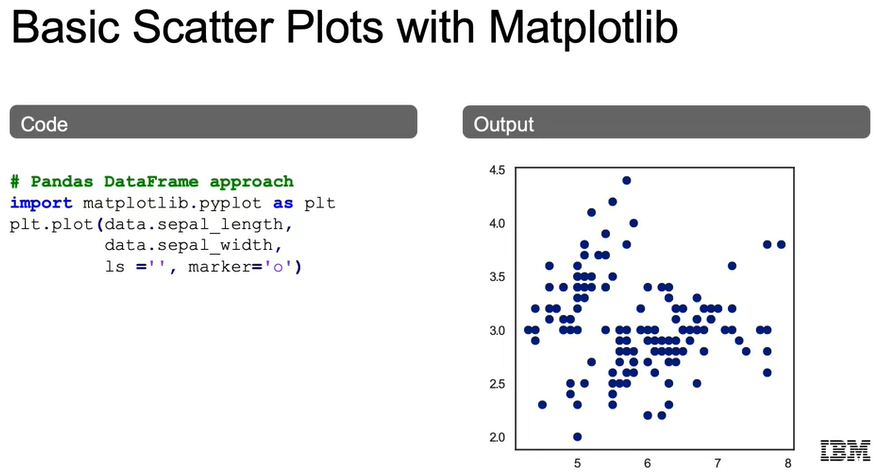 Basic Scatter Plots with Matplotlib
Code
# Pandas DataFrame approach
import matplotlib.pyplot as plt
plt.plot(data.sepal_length,
data.sepal_width,
ls ='', marker='o')
Output
4.5
4.0
3.5
3.0
2.5
2.0
5 6 7 8
IBM